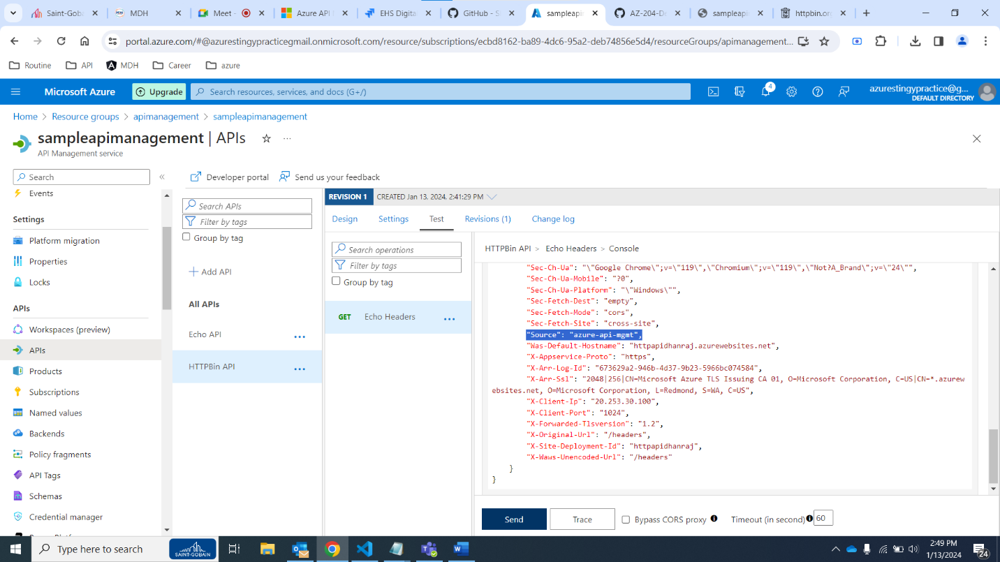 Saint-Goba
MDH
Meet -
Azure API M
EHS Digita
GitHub - S
sampleapin
AZ-204-De
sampleapi
httpbin.org
portal.azure.com/#@azurestingypracticegmail.onmicrosoft.com/resource/subscriptions/ecbd8162-ba89-4dc6-95a2-deb74856e5d4/resourceGroups/apimanagement...
Routine
API
MDH
Career
azure
Microsoft Azure
Upgrade
Search resources, services, and docs (G+/)
4
azurestingypractice@g...
DEFAULT DIRECTORY
Home > Resource groups > apimanagement > sampleapimanagement
sampleapimanagement | APIs
API Management service
Search
Developer portal
Send us your feedback
Events
Settings
Platform migration
Properties
Locks
APIs
Workspaces (preview)
APIs
Products
Subscriptions
Named values
Backends
Policy fragments
API Tags
Schemas
Credential manager
Search APIs
Filter by tags
Group by tag
Add API
All APIs
Echo API
HTTPBin API
REVISION 1 CREATED Jan 13, 2024, 2:41:29 PM
Design Settings Test Revisions (1) Change log
Search operations
Filter by tags
Group by tag
GET Echo Headers
HTTPBin API > Echo Headers > Console
"Sec-Ch-Ua": "\"Google Chrome\";v=\"119\",\"Chromium\";v=\"119\",\"Not?A_Brand\";v=\"24\"",
"Sec-Ch-Ua-Mobile": "?0",
"Sec-Ch-Ua-Platform": "\"Windows\"",
"Sec-Fetch-Dest": "empty",
"Sec-Fetch-Mode": "cors",
"Sec-Fetch-Site": "cross-site",
"Source": "azure-api-mgmt",
"Was-Default-Hostname": "httpapidhanraj.azurewebsites.net",
"X-Appservice-Proto": "https",
"X-Arr-Log-Id": "673629a2-946b-4d37-9b23-5966bc074584",
"X-Arr-Ssl": "2048|256|CN=Microsoft Azure TLS Issuing CA 01, O=Microsoft Corporation, C=US|CN=*.azurew
ebsites.net, O=Microsoft Corporation, L=Redmond, S=WA, C=US",
"X-Client-Ip": "20.253.30.100",
"X-Client-Port": "1024",
"X-Forwarded-Tlsversion": "1.2",
"X-Original-Url": "/headers",
"X-Site-Deployment-Id": "httpapidhanraj",
"X-Waws-Unencoded-Url": "/headers"
}
}
Send
Trace
Bypass CORS proxy
Timeout (in second)
60
Type here to search
SAINT-GOBAIN
2:49 PM
1/13/2024
24